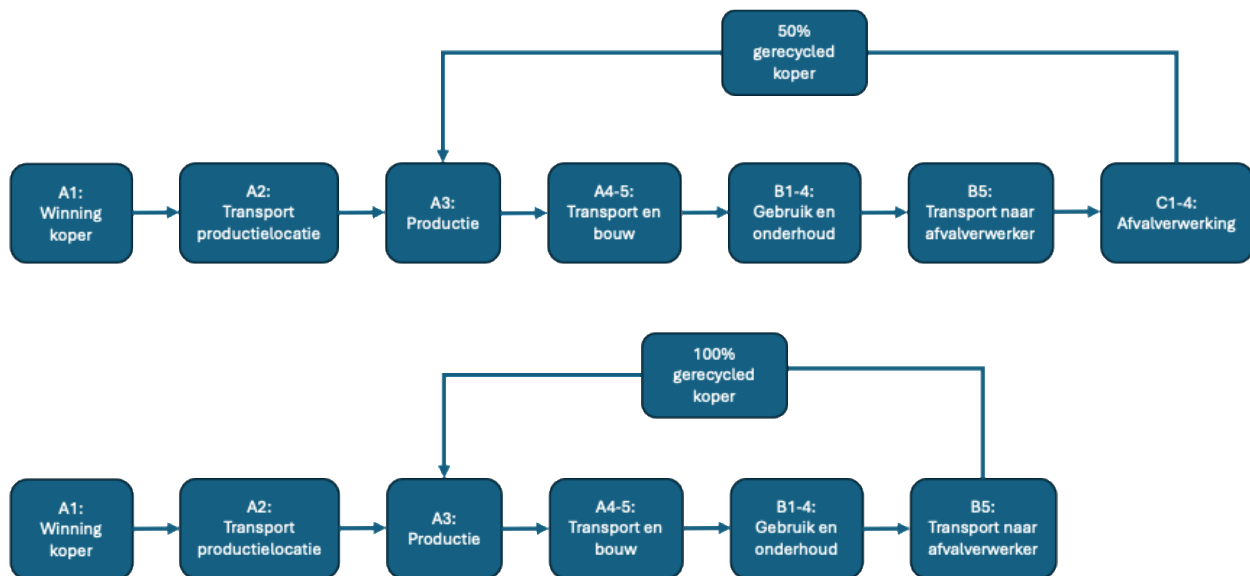 50%
gerecycled
koper
A1:
Winning
koper
A2:
Transport
productielocatie
A3:
Productie
A4-5:
Transport en
bouw
B1-4:
Gebruik en
onderhoud
B5:
Transport naar
afvalverwerker
C1-4:
Afvalverwerking
100%
gerecycled
koper
A1:
Winning
koper
A2:
Transport
productielocatie
A3:
Productie
A4-5:
Transport en
bouw
B1-4:
Gebruik en
onderhoud
B5:
Transport naar
afvalverwerker